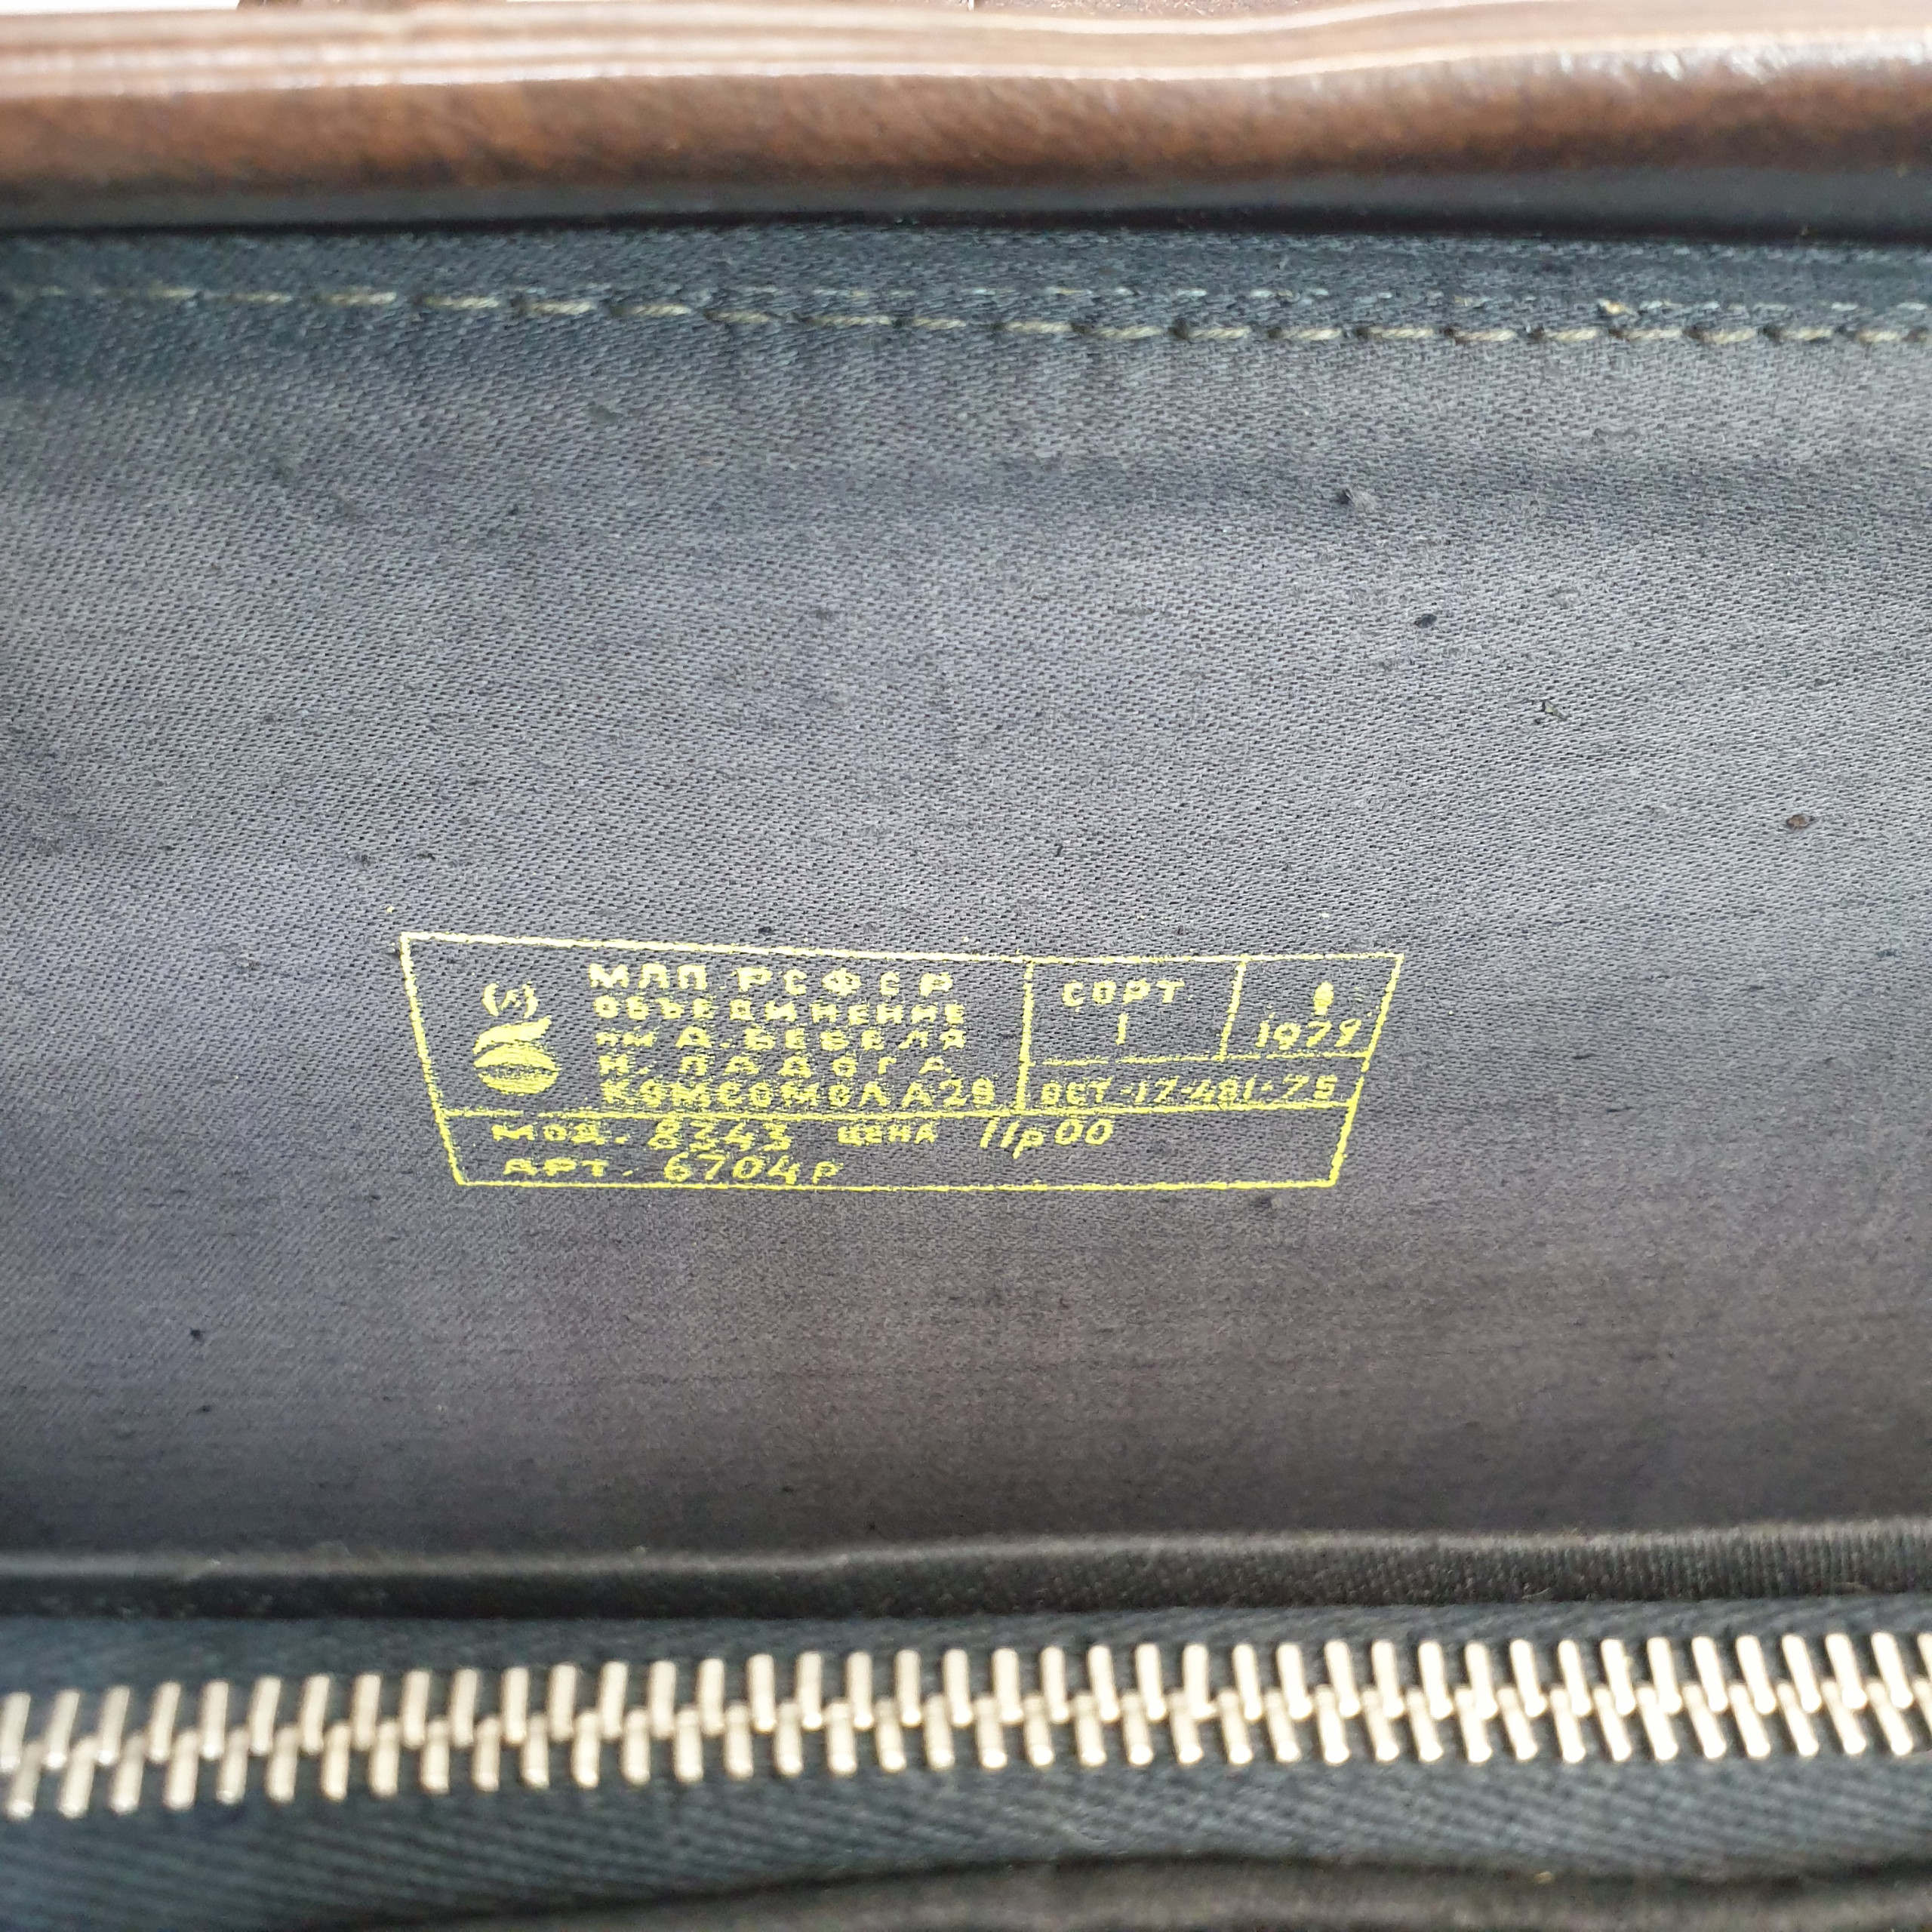 (Л)
МЛП. РСФСР
ОБЪЕДИНЕНИЕ
им А. БЕБЕЛЯ
Н. ЛАДОГА
КОМСОМОЛА 28
СОРТ.
1
1979
ОСТ-17-481-75
МОД. 8343 ЦЕНА 11р00
АРТ. 6704р